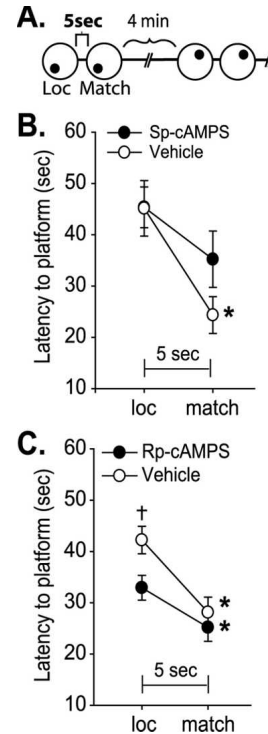 A.
5sec 4 min
Loc Match
B.
Latency to platform (sec)
60
50
40
30
20
10
Sp-cAMPS
Vehicle
*
5 sec
loc match
C.
Latency to platform (sec)
60
50
40
30
20
10
Rp-cAMPS
Vehicle
†
*
*
5 sec
loc match